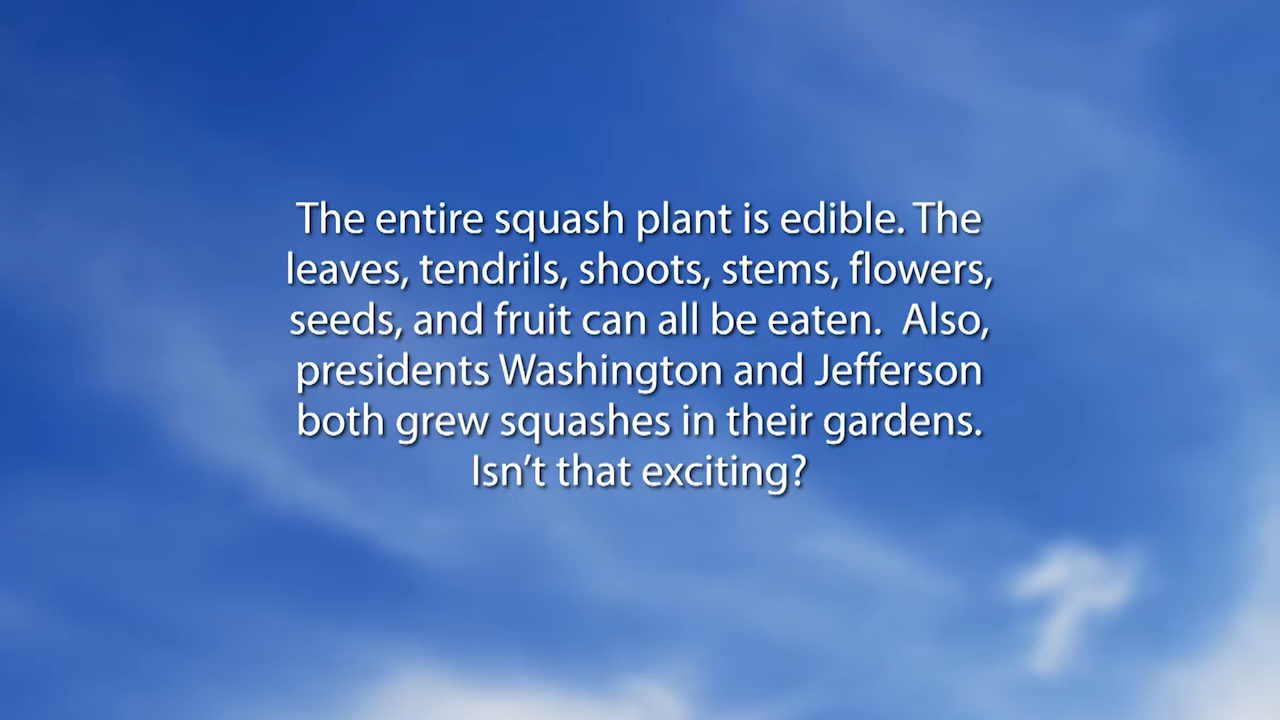 The entire squash plant is edible. The
leaves, tendrils, shoots, stems, flowers,
seeds, and fruit can all be eaten.  Also,
presidents Washington and Jefferson
both grew squashes in their gardens.
Isn’t that exciting?